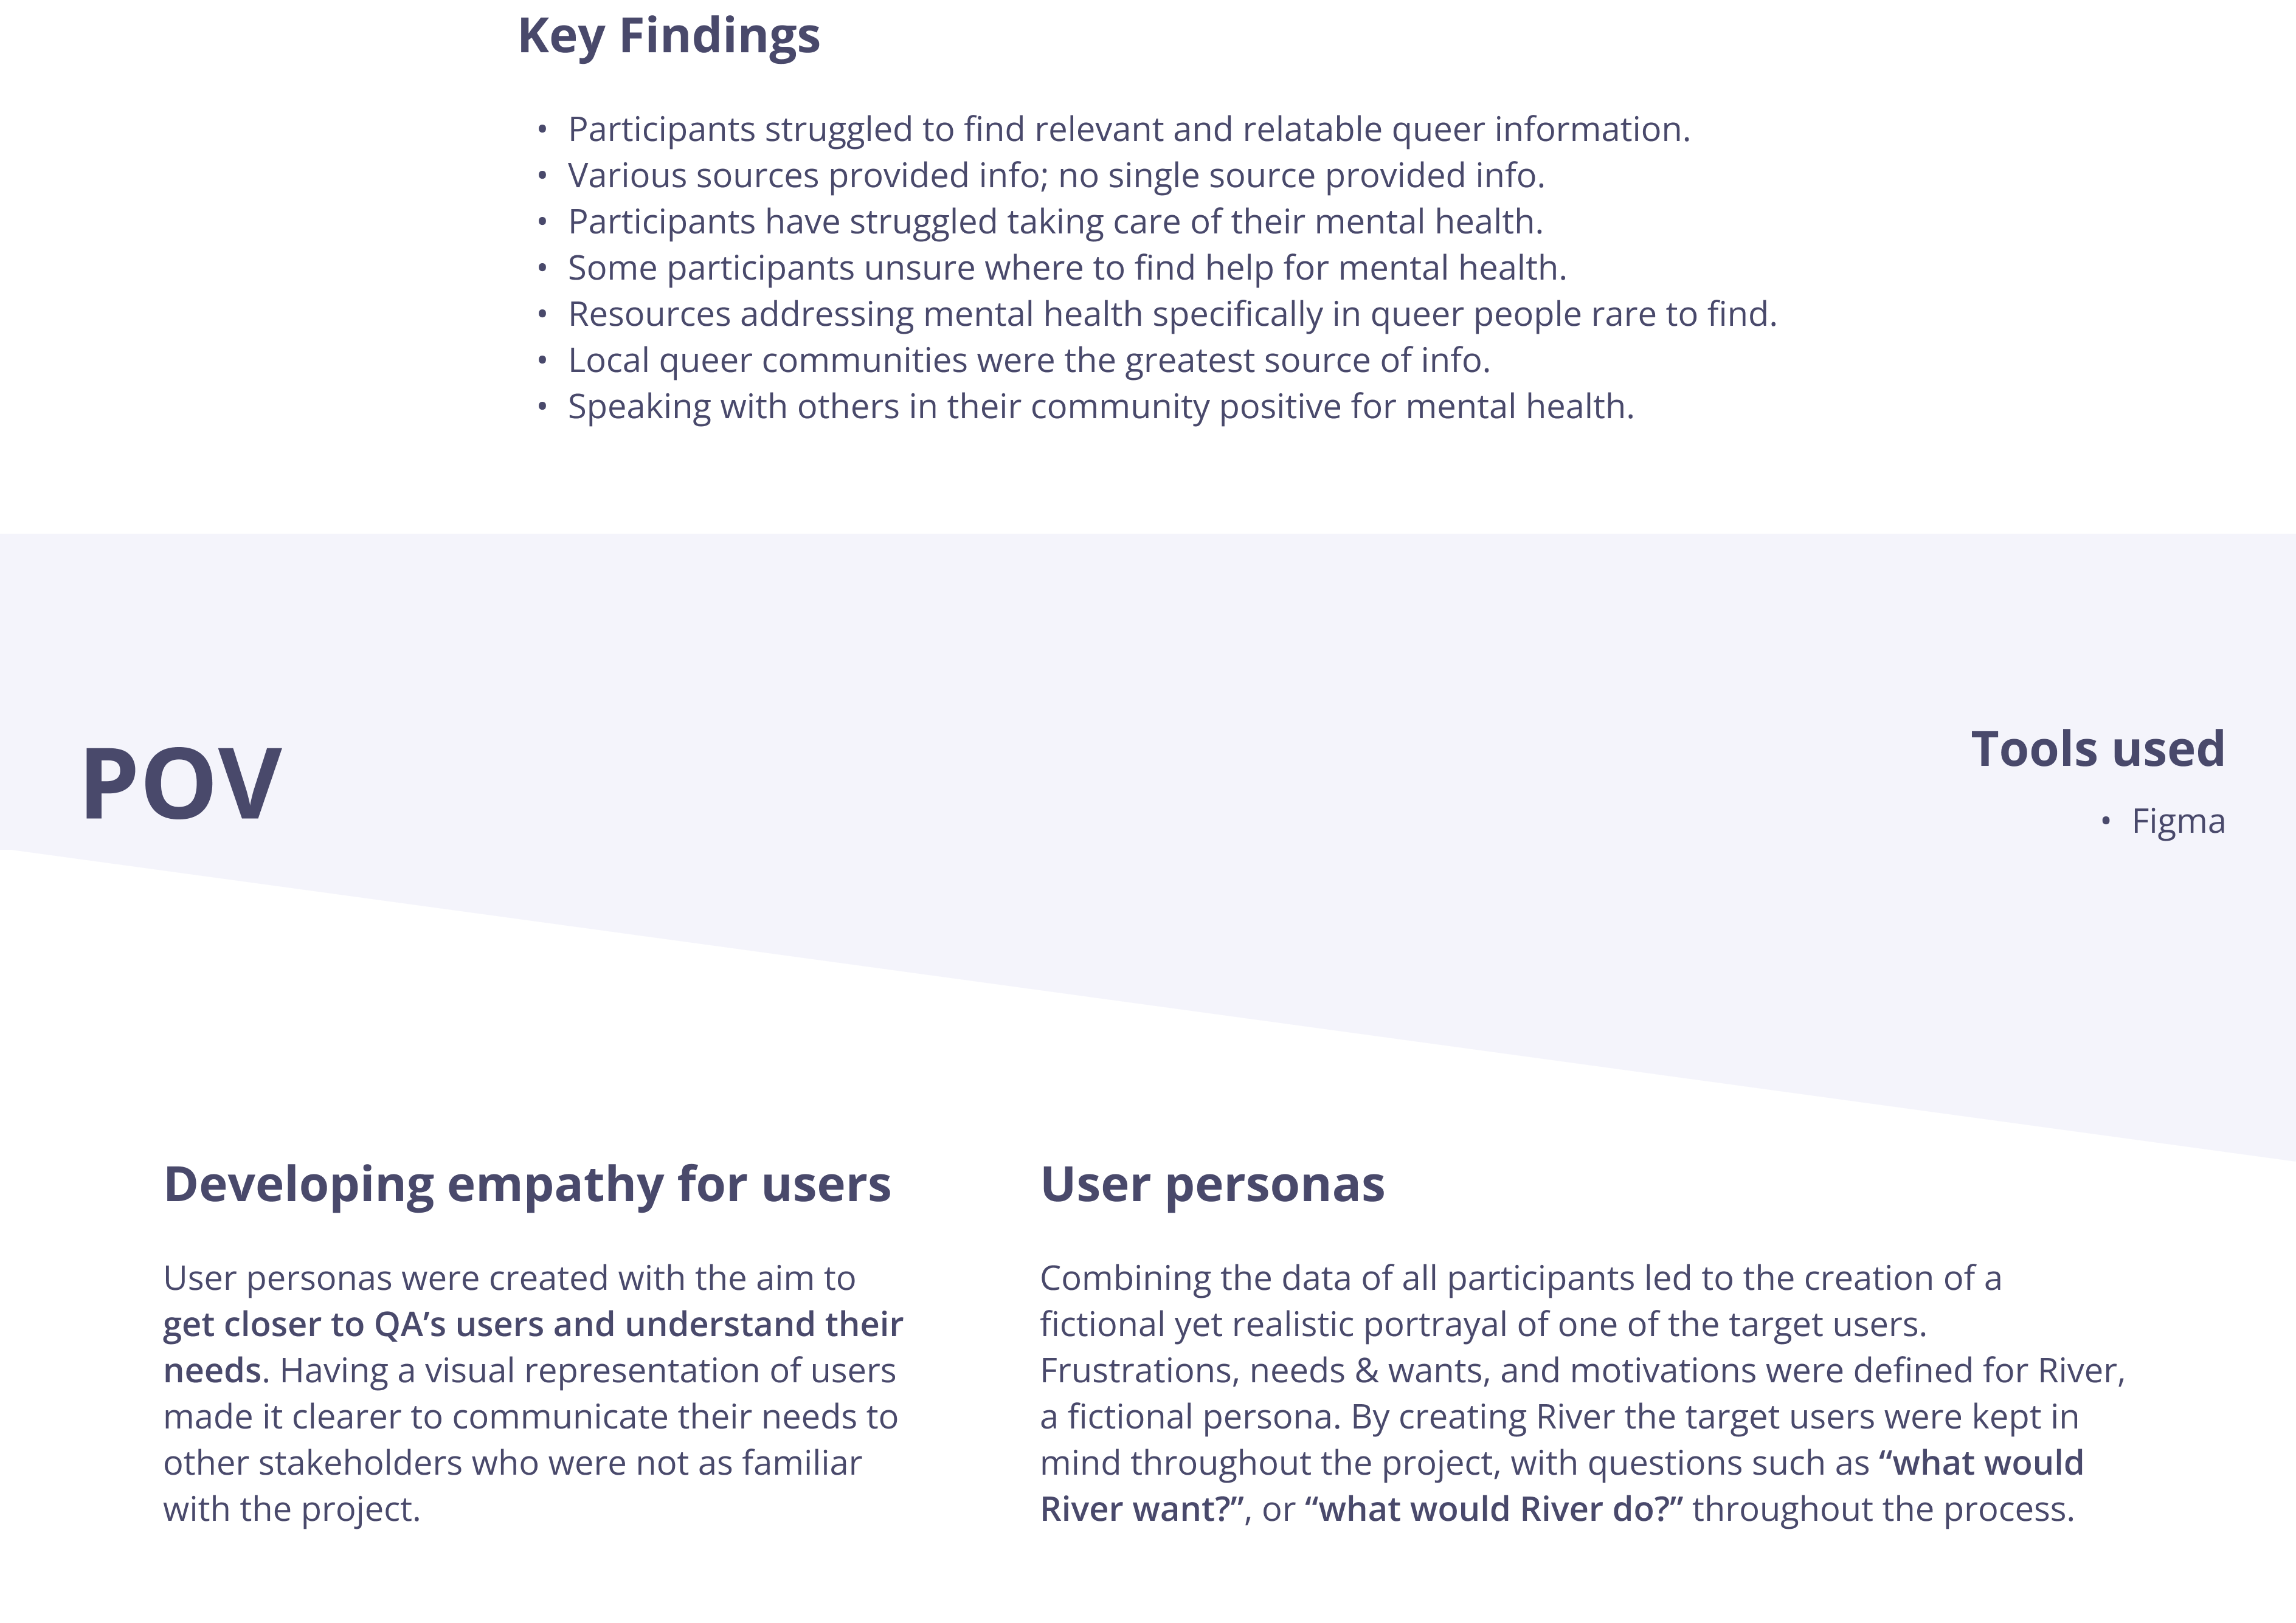 Key Findings
• Participants struggled to find relevant and relatable queer information.
• Various sources provided info; no single source provided info.
• Participants have struggled taking care of their mental health.
• Some participants unsure where to find help for mental health.
• Resources addressing mental health specifically in queer people rare to find.
• Local queer communities were the greatest source of info.
• Speaking with others in their community positive for mental health.
POV
Tools used
• Figma
Developing empathy for users
User personas were created with the aim to
get closer to QA’s users and understand their
needs. Having a visual representation of users
made it clearer to communicate their needs to
other stakeholders who were not as familiar
with the project.
User personas
Combining the data of all participants led to the creation of a
fictional yet realistic portrayal of one of the target users.
Frustrations, needs & wants, and motivations were defined for River,
a fictional persona. By creating River the target users were kept in
mind throughout the project, with questions such as “what would
River want?”, or “what would River do?” throughout the process.